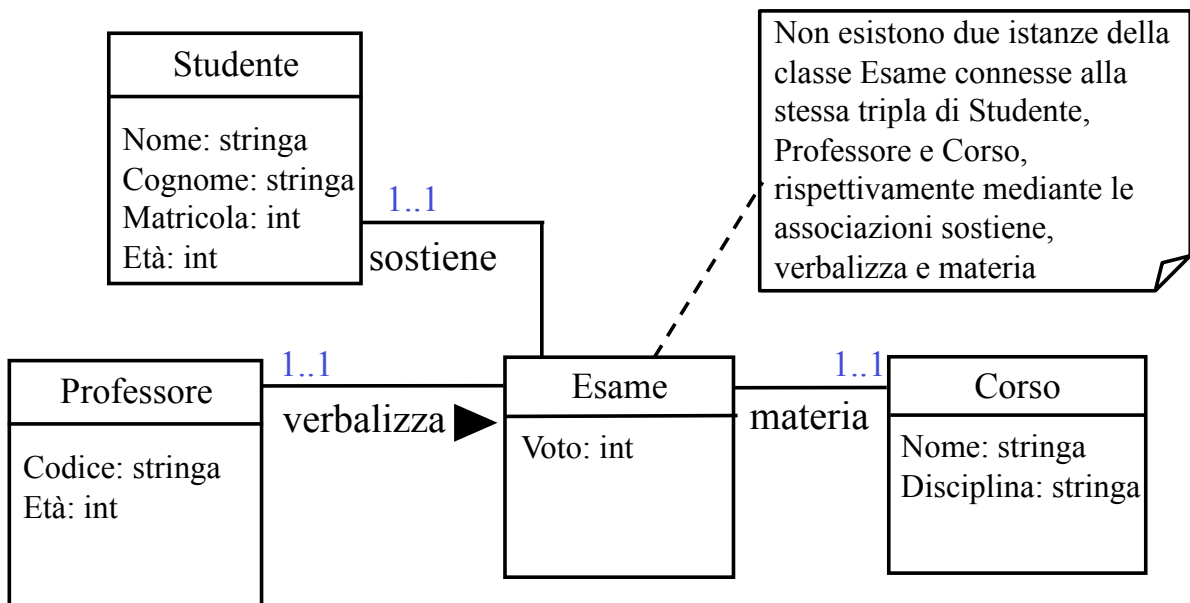 Studente
Nome: stringa
Cognome: stringa
Matricola: int
Età: int
1..1
sostiene
Non esistono due istanze della
classe Esame connesse alla
stessa tripla di Studente,
Professore e Corso,
rispettivamente mediante le
associazioni sostiene,
verbalizza e materia
Professore
Codice: stringa
Età: int
1..1
verbalizza
Esame
Voto: int
1..1
materia
Corso
Nome: stringa
Disciplina: stringa